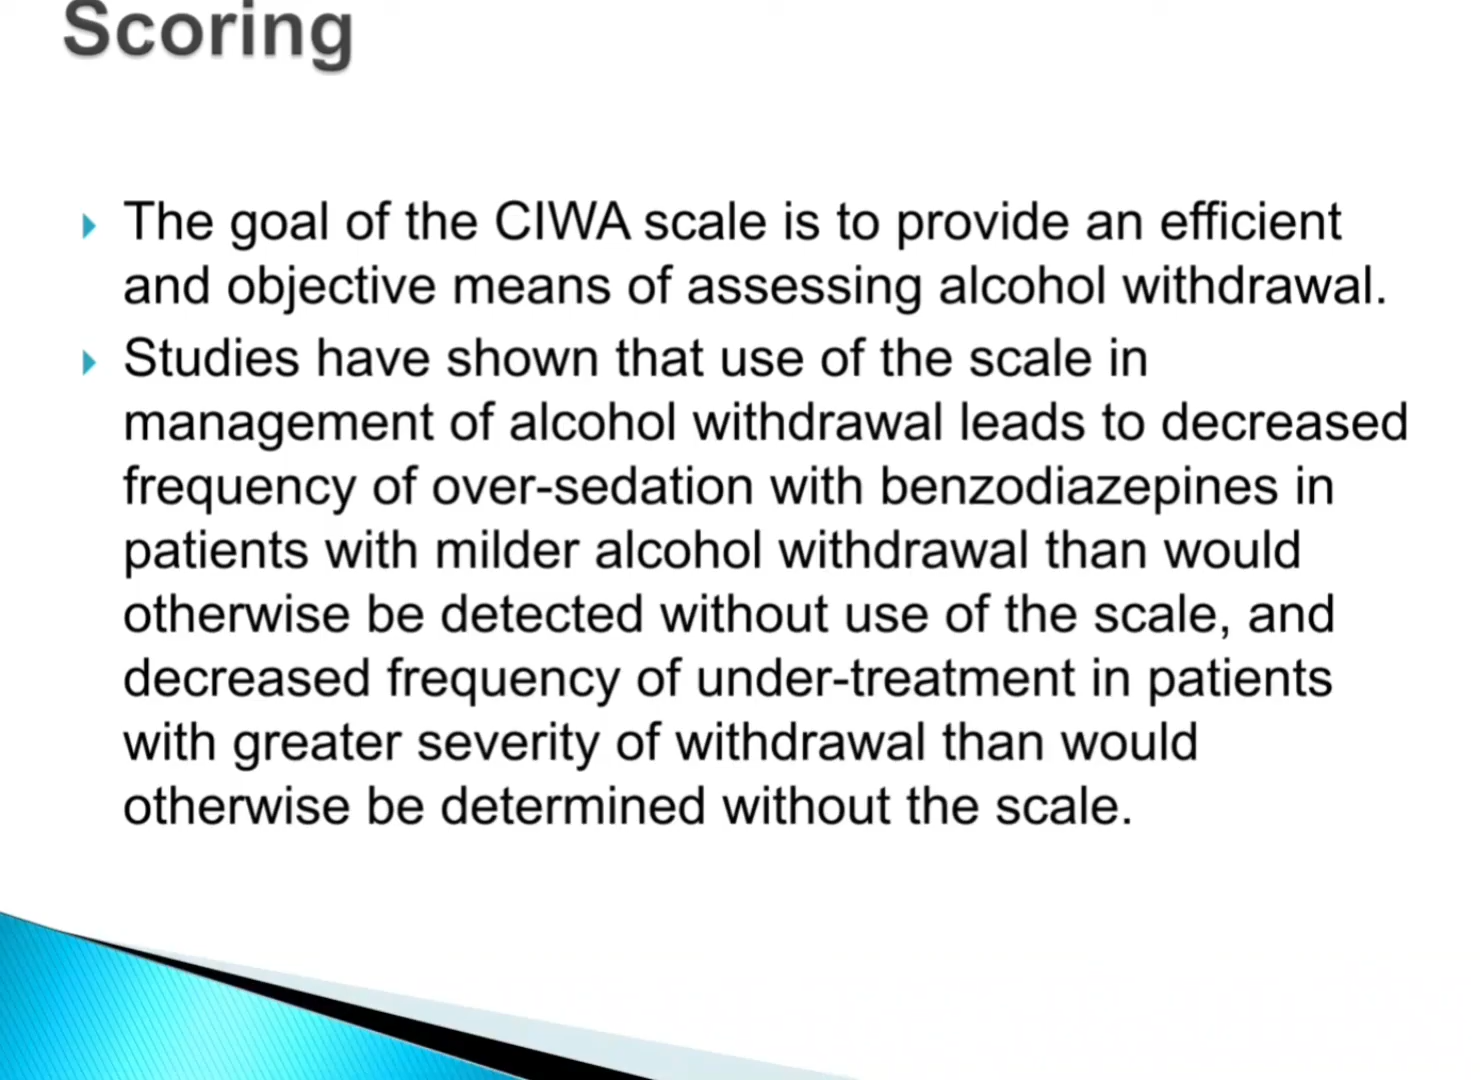 Scoring
The goal of the CIWA scale is to provide an efficient
and objective means of assessing alcohol withdrawal.
Studies have shown that use of the scale in
management of alcohol withdrawal leads to decreased
frequency of over-sedation with benzodiazepines in
patients with milder alcohol withdrawal than would
otherwise be detected without use of the scale, and
decreased frequency of under-treatment in patients
with greater severity of withdrawal than would
otherwise be determined without the scale.